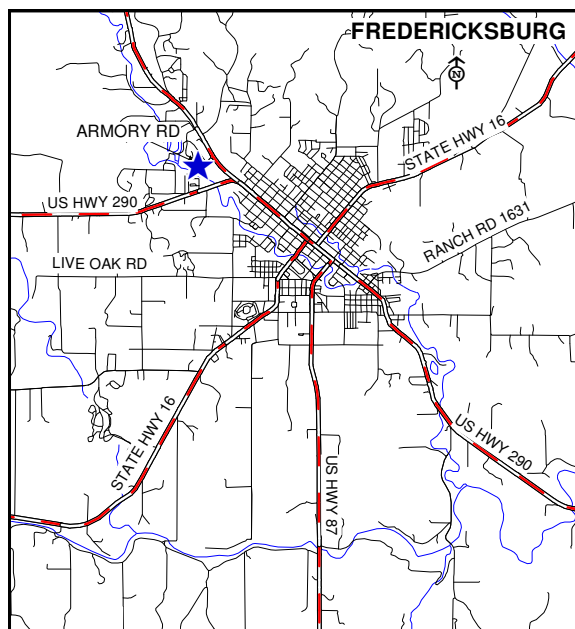 FREDERICKSBURG
N
ARMORY RD
STATE HWY 16
US HWY 290
RANCH RD 1631
LIVE OAK RD
STATE HWY 16
US HWY 87
US HWY 290